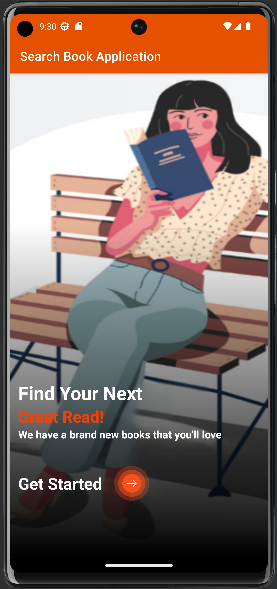 9:30
Search Book Application
Find Your Next
Great Read!
We have a brand new books that you'll love
Get Started